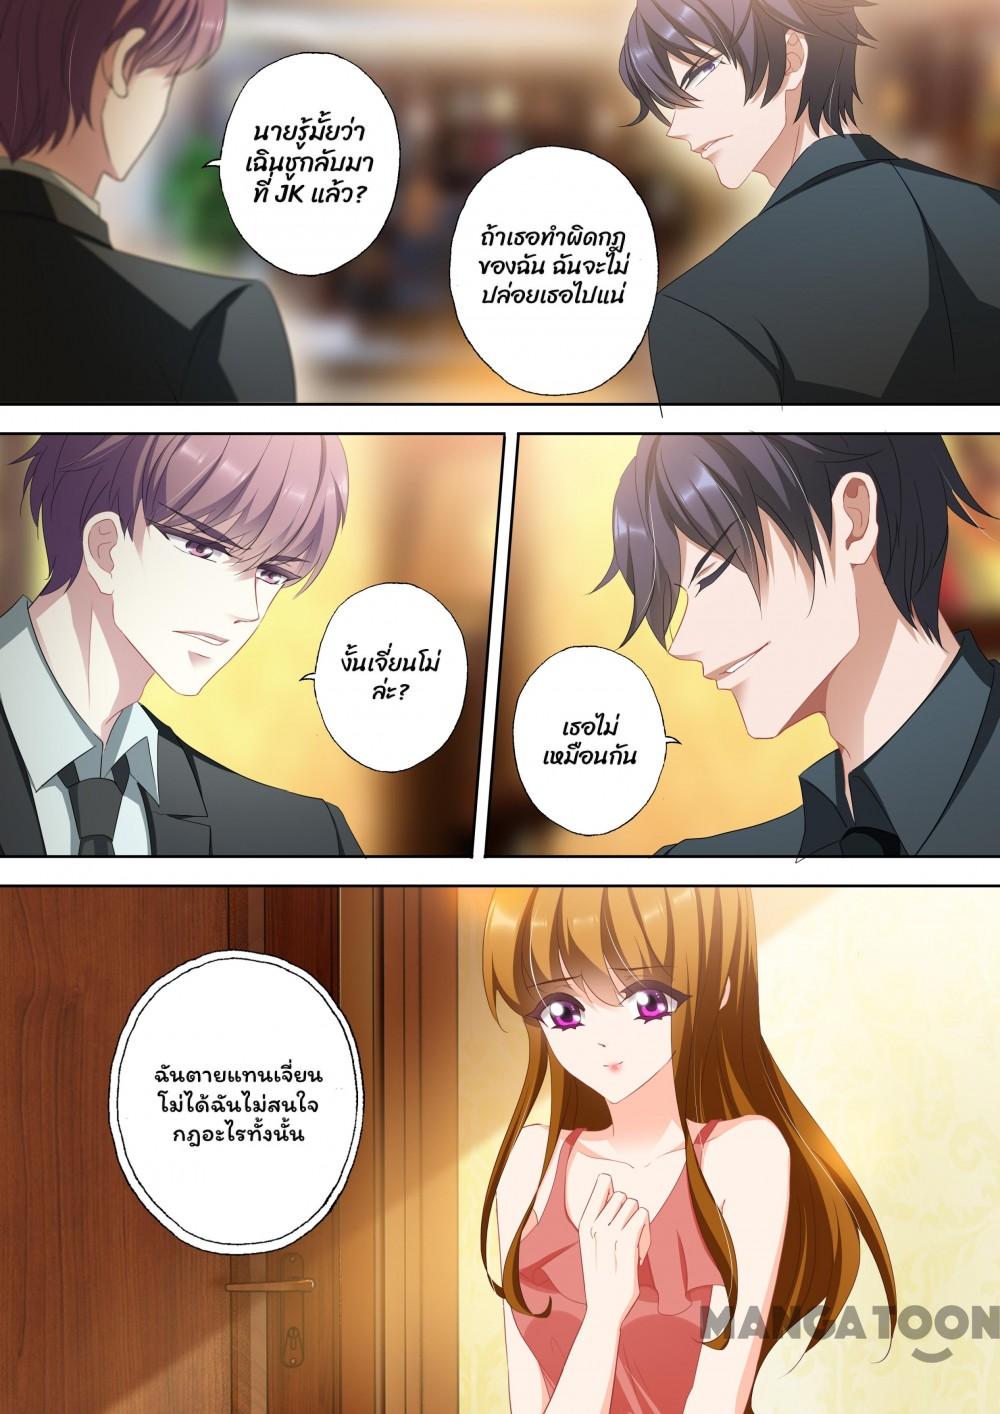 นายรู้มั้ยว่า
เฉินชูกลับมา
ที่ JK แล้ว?
ถ้าเธอทำผิดกฎ
ของฉัน ฉันจะไม่
ปล่อยเธอไปแน่
งั้นเจี่ยนโม่
ล่ะ?
เธอไม่
เหมือนกัน
ฉันตายแทนเจี่ยน
โม่ได้ฉันไม่สนใจ
กฎอะไรทั้งนั้น
MANGATOON